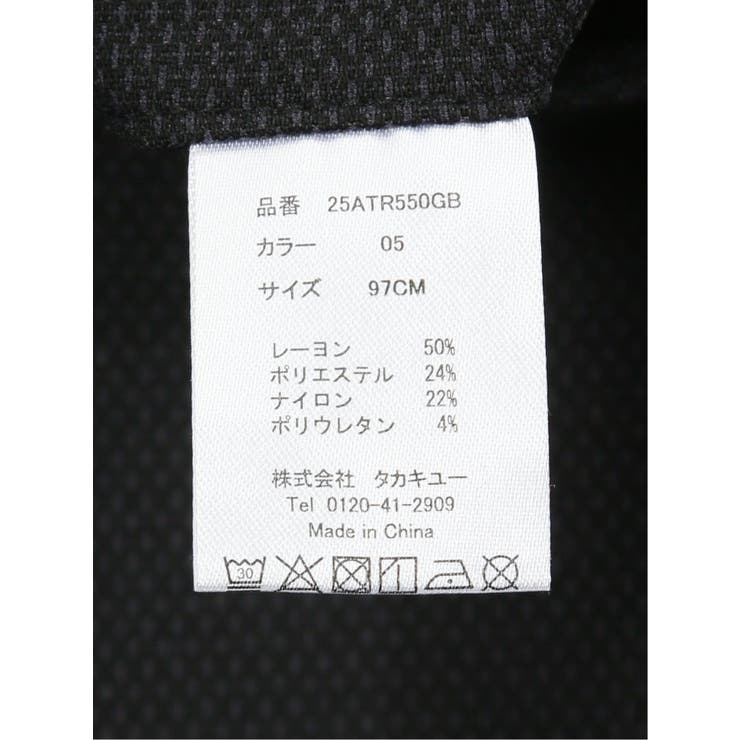 品番 25ATR550GB
カラー 05
サイズ 97CM
レーヨン 50%
ポリエステル 24%
ナイロン 22%
ポリウレタン 4%
株式会社 タカキユー
Tel 0120-41-2909
Made in China
30